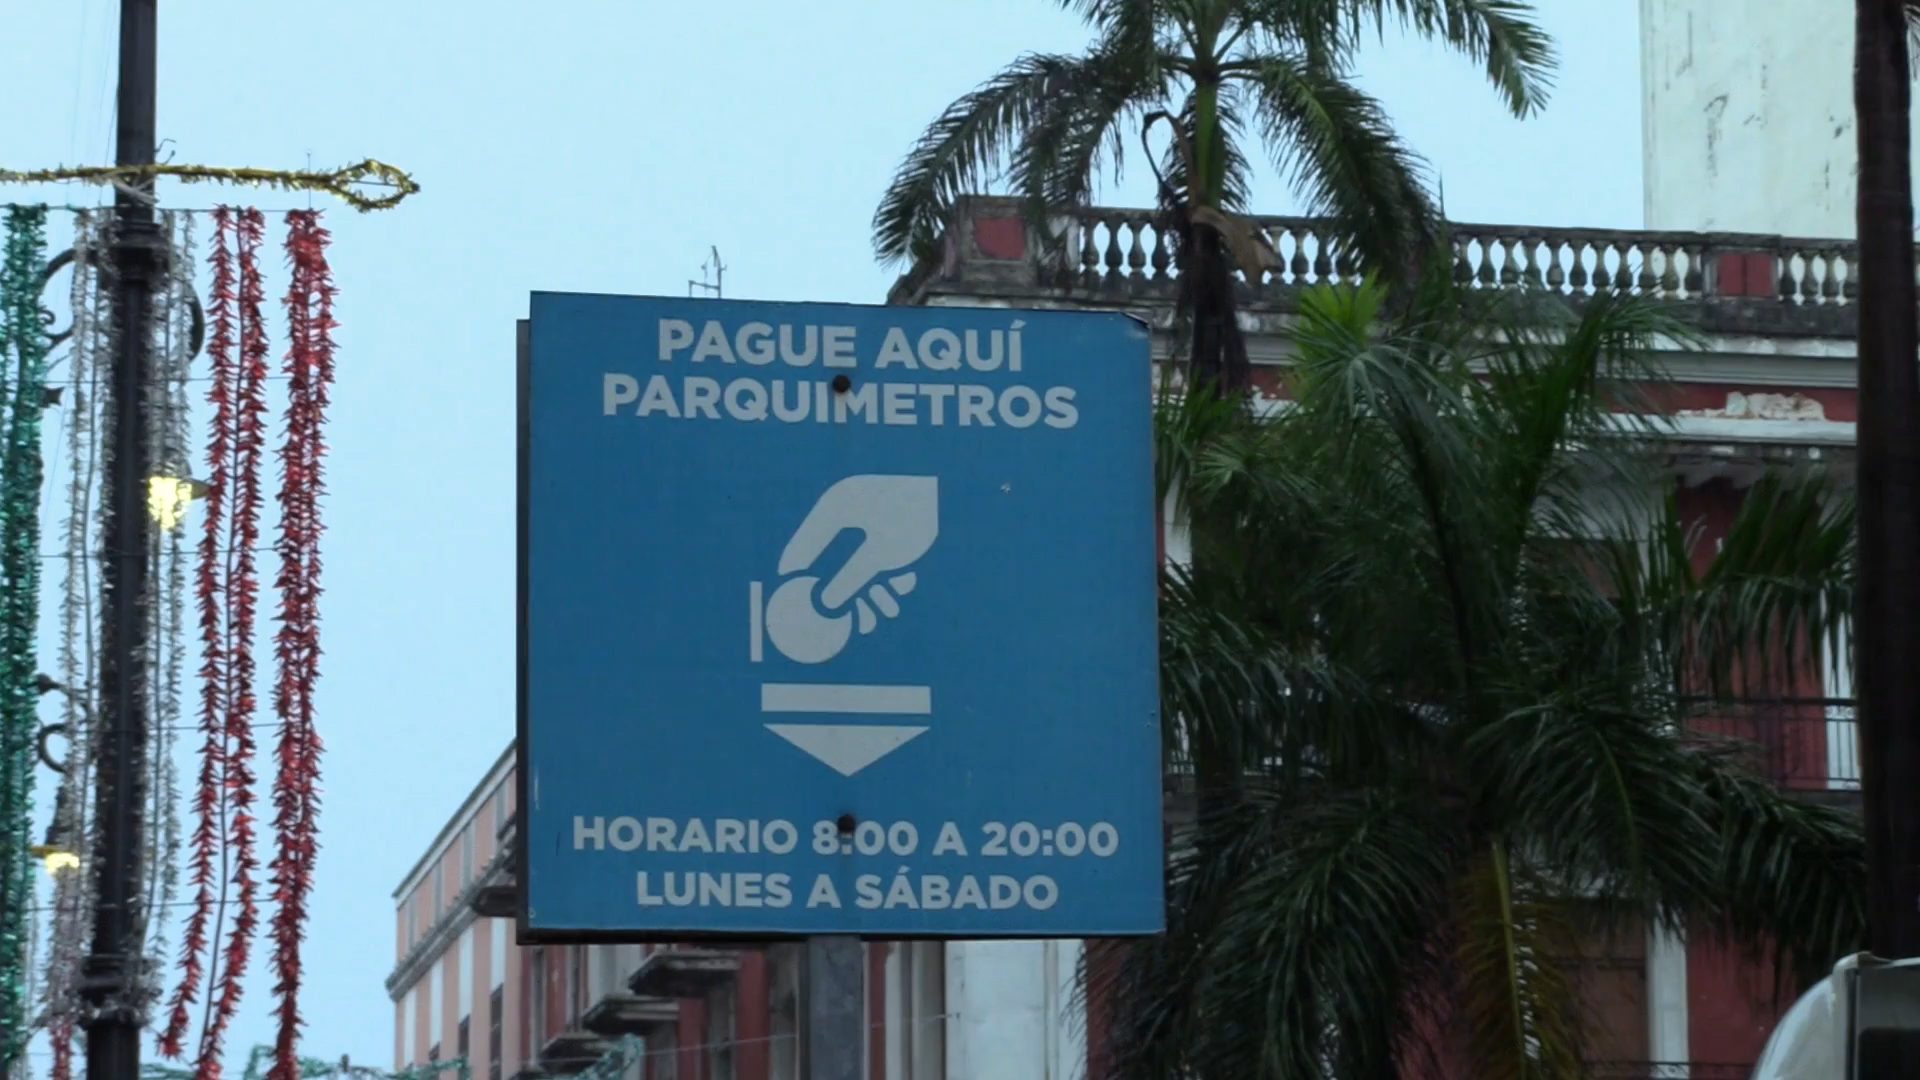 PAGUE AQUÍ
PARQUIMETROS
HORARIO 8:00 A 20:00
LUNES A SÁBADO